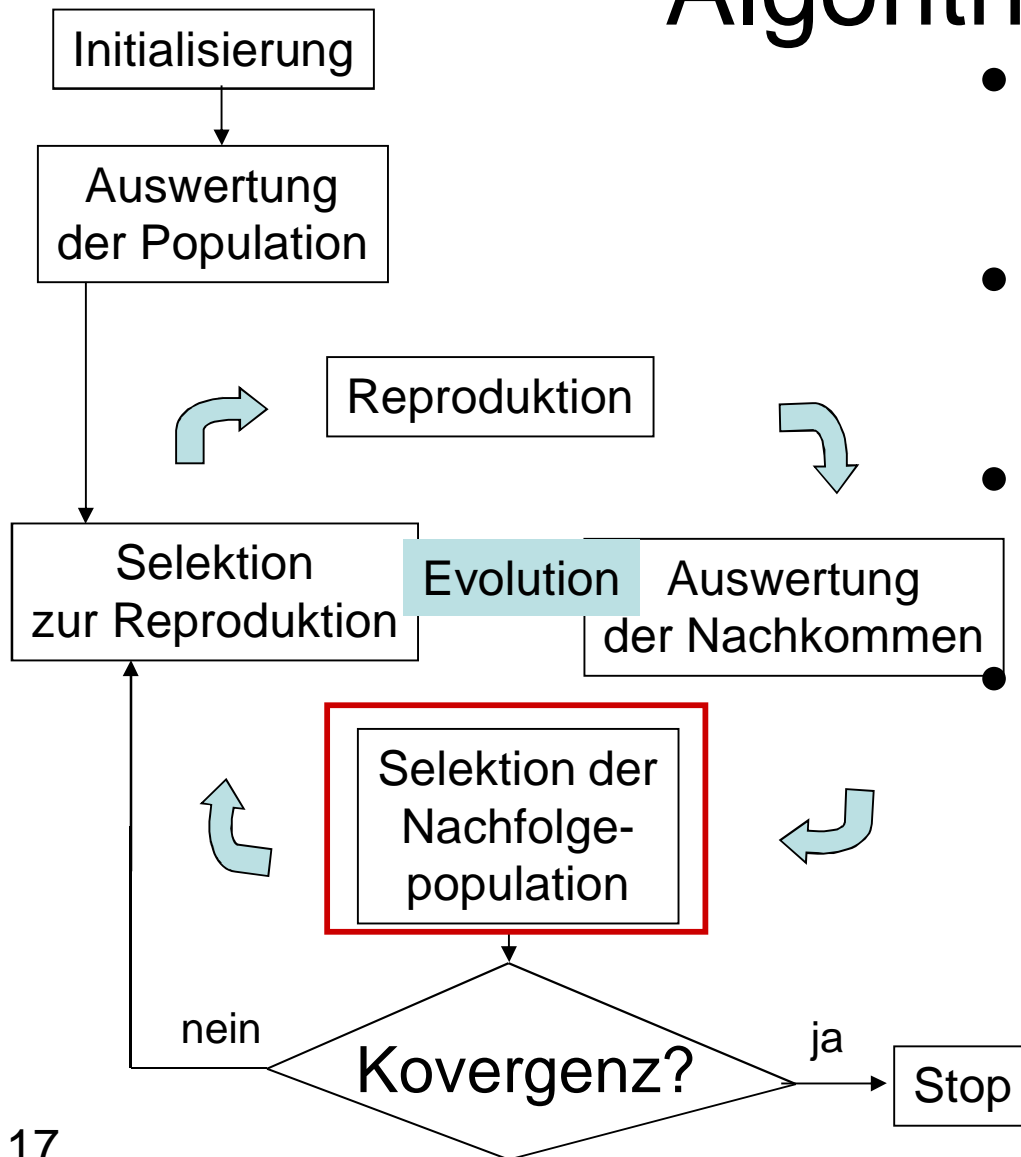 Algorith
Initialisierung
Auswertung
der Population
Reproduktion
Selektion
zur Reproduktion
Evolution
Auswertung
der Nachkommen
Selektion der
Nachfolge-
population
nein
Kovergenz?
ja
Stop
17